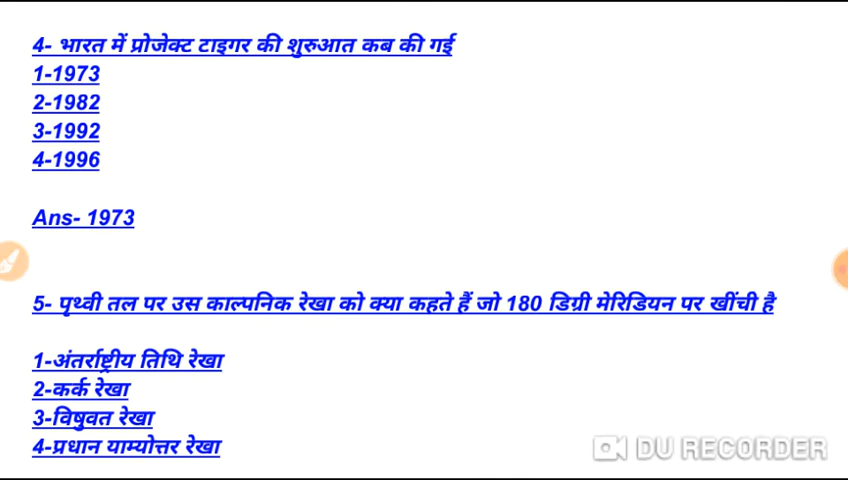 4- भारत में प्रोजेक्ट टाइगर की शुरुआत कब की गई
1-1973
2-1982
3-1992
4-1996
Ans- 1973
5- पृथ्वी तल पर उस काल्पनिक रेखा को क्या कहते हैं जो 180 डिग्री मेरिडियन पर खींची है
1-अंतर्राष्ट्रीय तिथि रेखा
2-कर्क रेखा
3-विषुवत रेखा
4-प्रधान याम्योत्तर रेखा
DU RECORDER